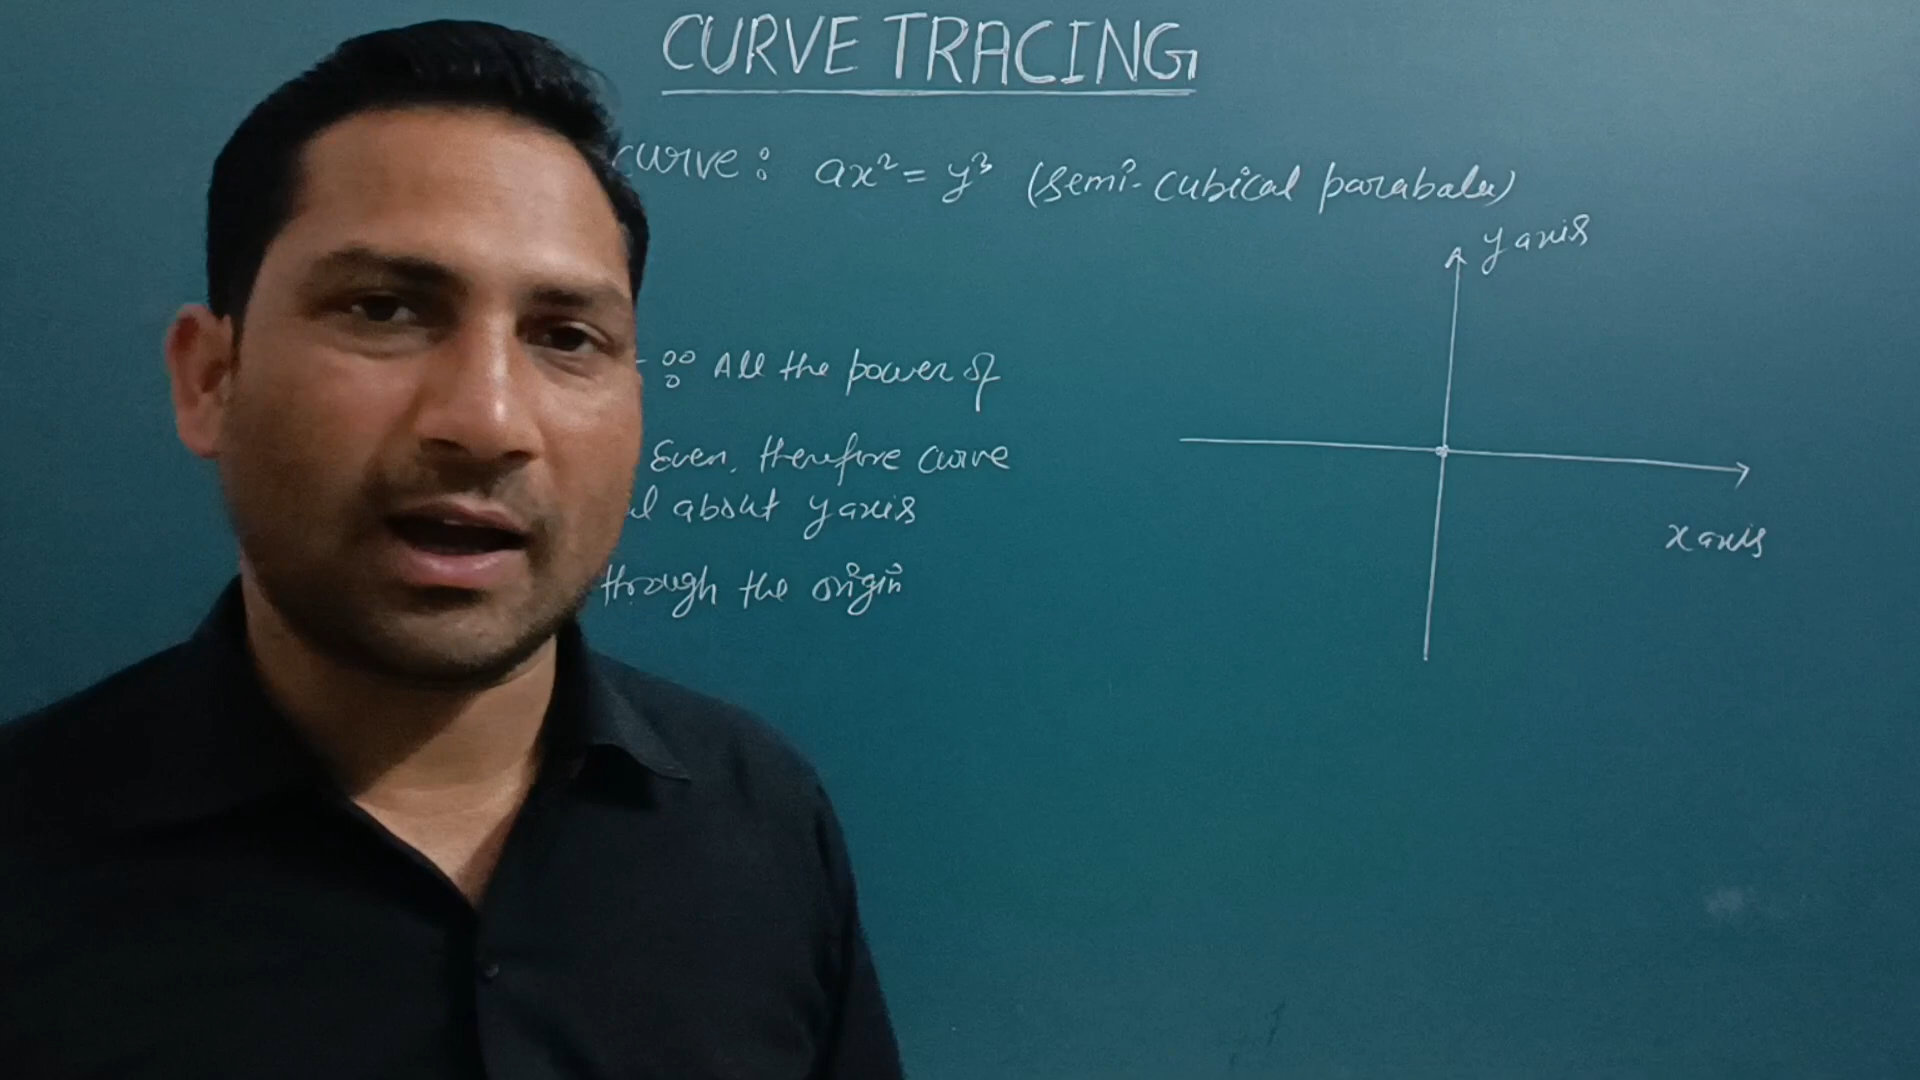 CURVE TRACING
curve: ax² = y³ (semi-cubical parabala)
y axis
∵ All the power of
Even, therefore curve
about y axis
through the origin
x axis